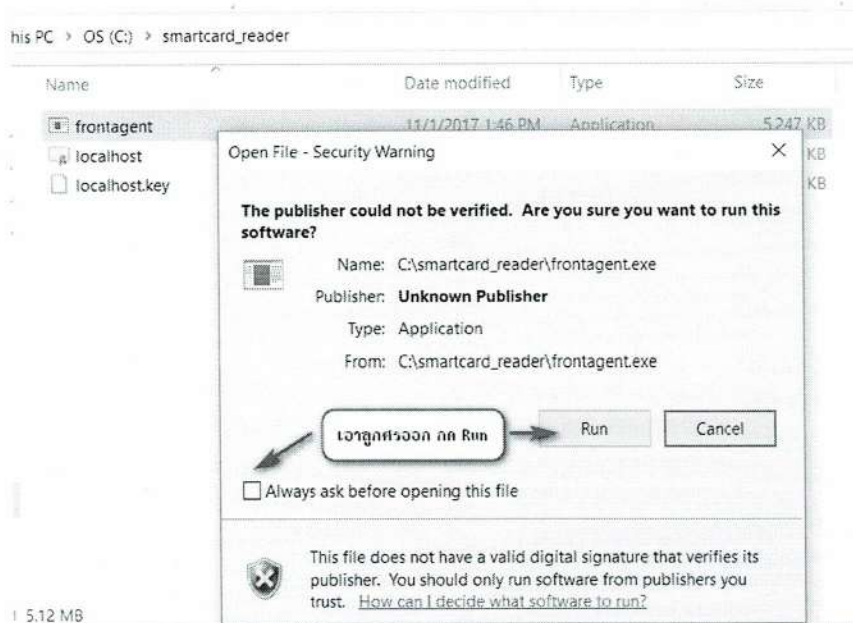 his PC > OS (C:) > smartcard_reader
Name Date modified Type Size
frontagent 11/1/2017 1:46 PM Application 5,247 KB
localhost KB
localhost.key KB
Open File - Security Warning
The publisher could not be verified. Are you sure you want to run this
software?
Name: C:\smartcard_reader\frontagent.exe
Publisher: Unknown Publisher
Type: Application
From: C:\smartcard_reader\frontagent.exe
เอาลูกศรออก กด Run
Run Cancel
Always ask before opening this file
This file does not have a valid digital signature that verifies its
publisher. You should only run software from publishers you
trust. How can I decide what software to run?
5.12 MB